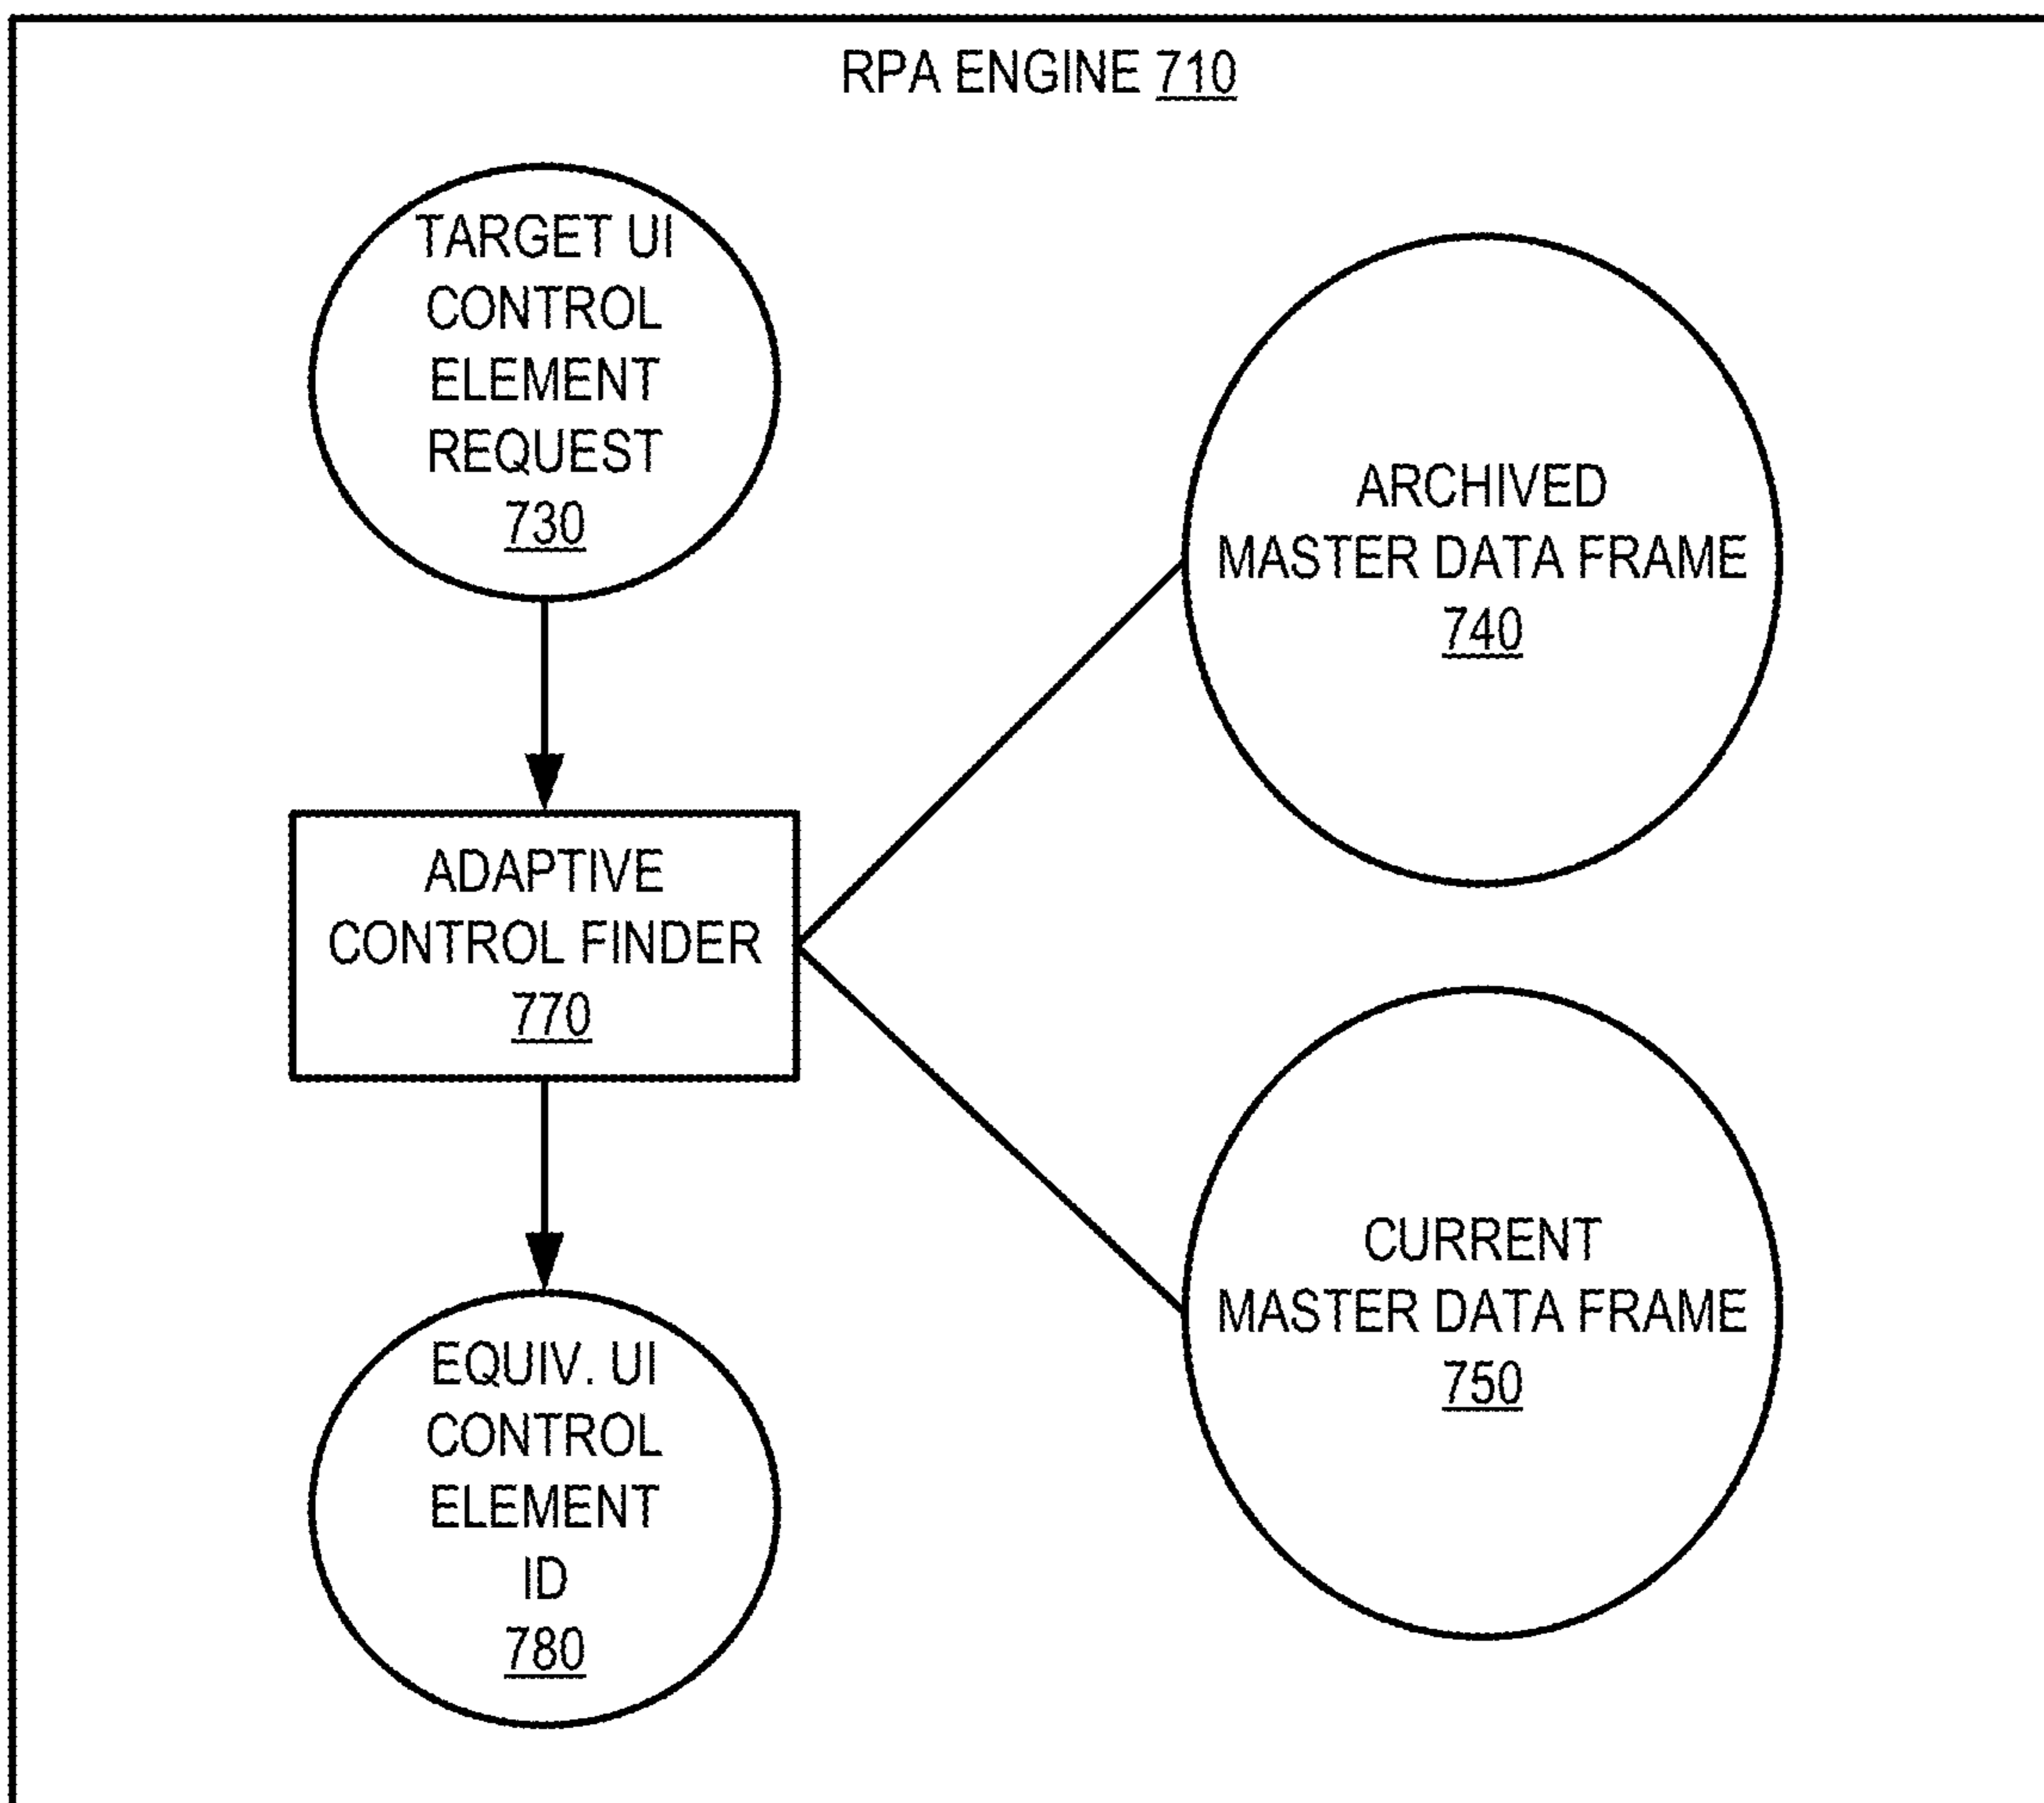 RPA ENGINE 710
TARGET UI
CONTROL
ELEMENT
REQUEST
730
ARCHIVED
MASTER DATA FRAME
740
ADAPTIVE
CONTROL FINDER
770
CURRENT
MASTER DATA FRAME
750
EQUIV. UI
CONTROL
ELEMENT
ID
780